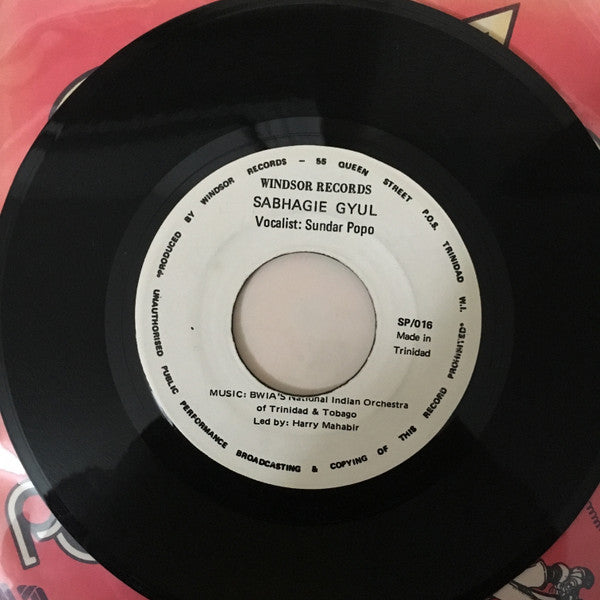 "PRODUCED BY WINDSOR RECORDS – 55 QUEEN STREET P.O.S. TRINIDAD W.I.
WINDSOR RECORDS
SABHAGIE GYUL
Vocalist: Sundar Popo
SP/016
Made in
Trinidad
MUSIC: BWIA'S National Indian Orchestra
of Trinidad & Tobago
Led by: Harry Mahabir
UNAUTHORISED PUBLIC PERFORMANCE BROADCASTING & COPYING OF THIS RECORD PROHIBITED"